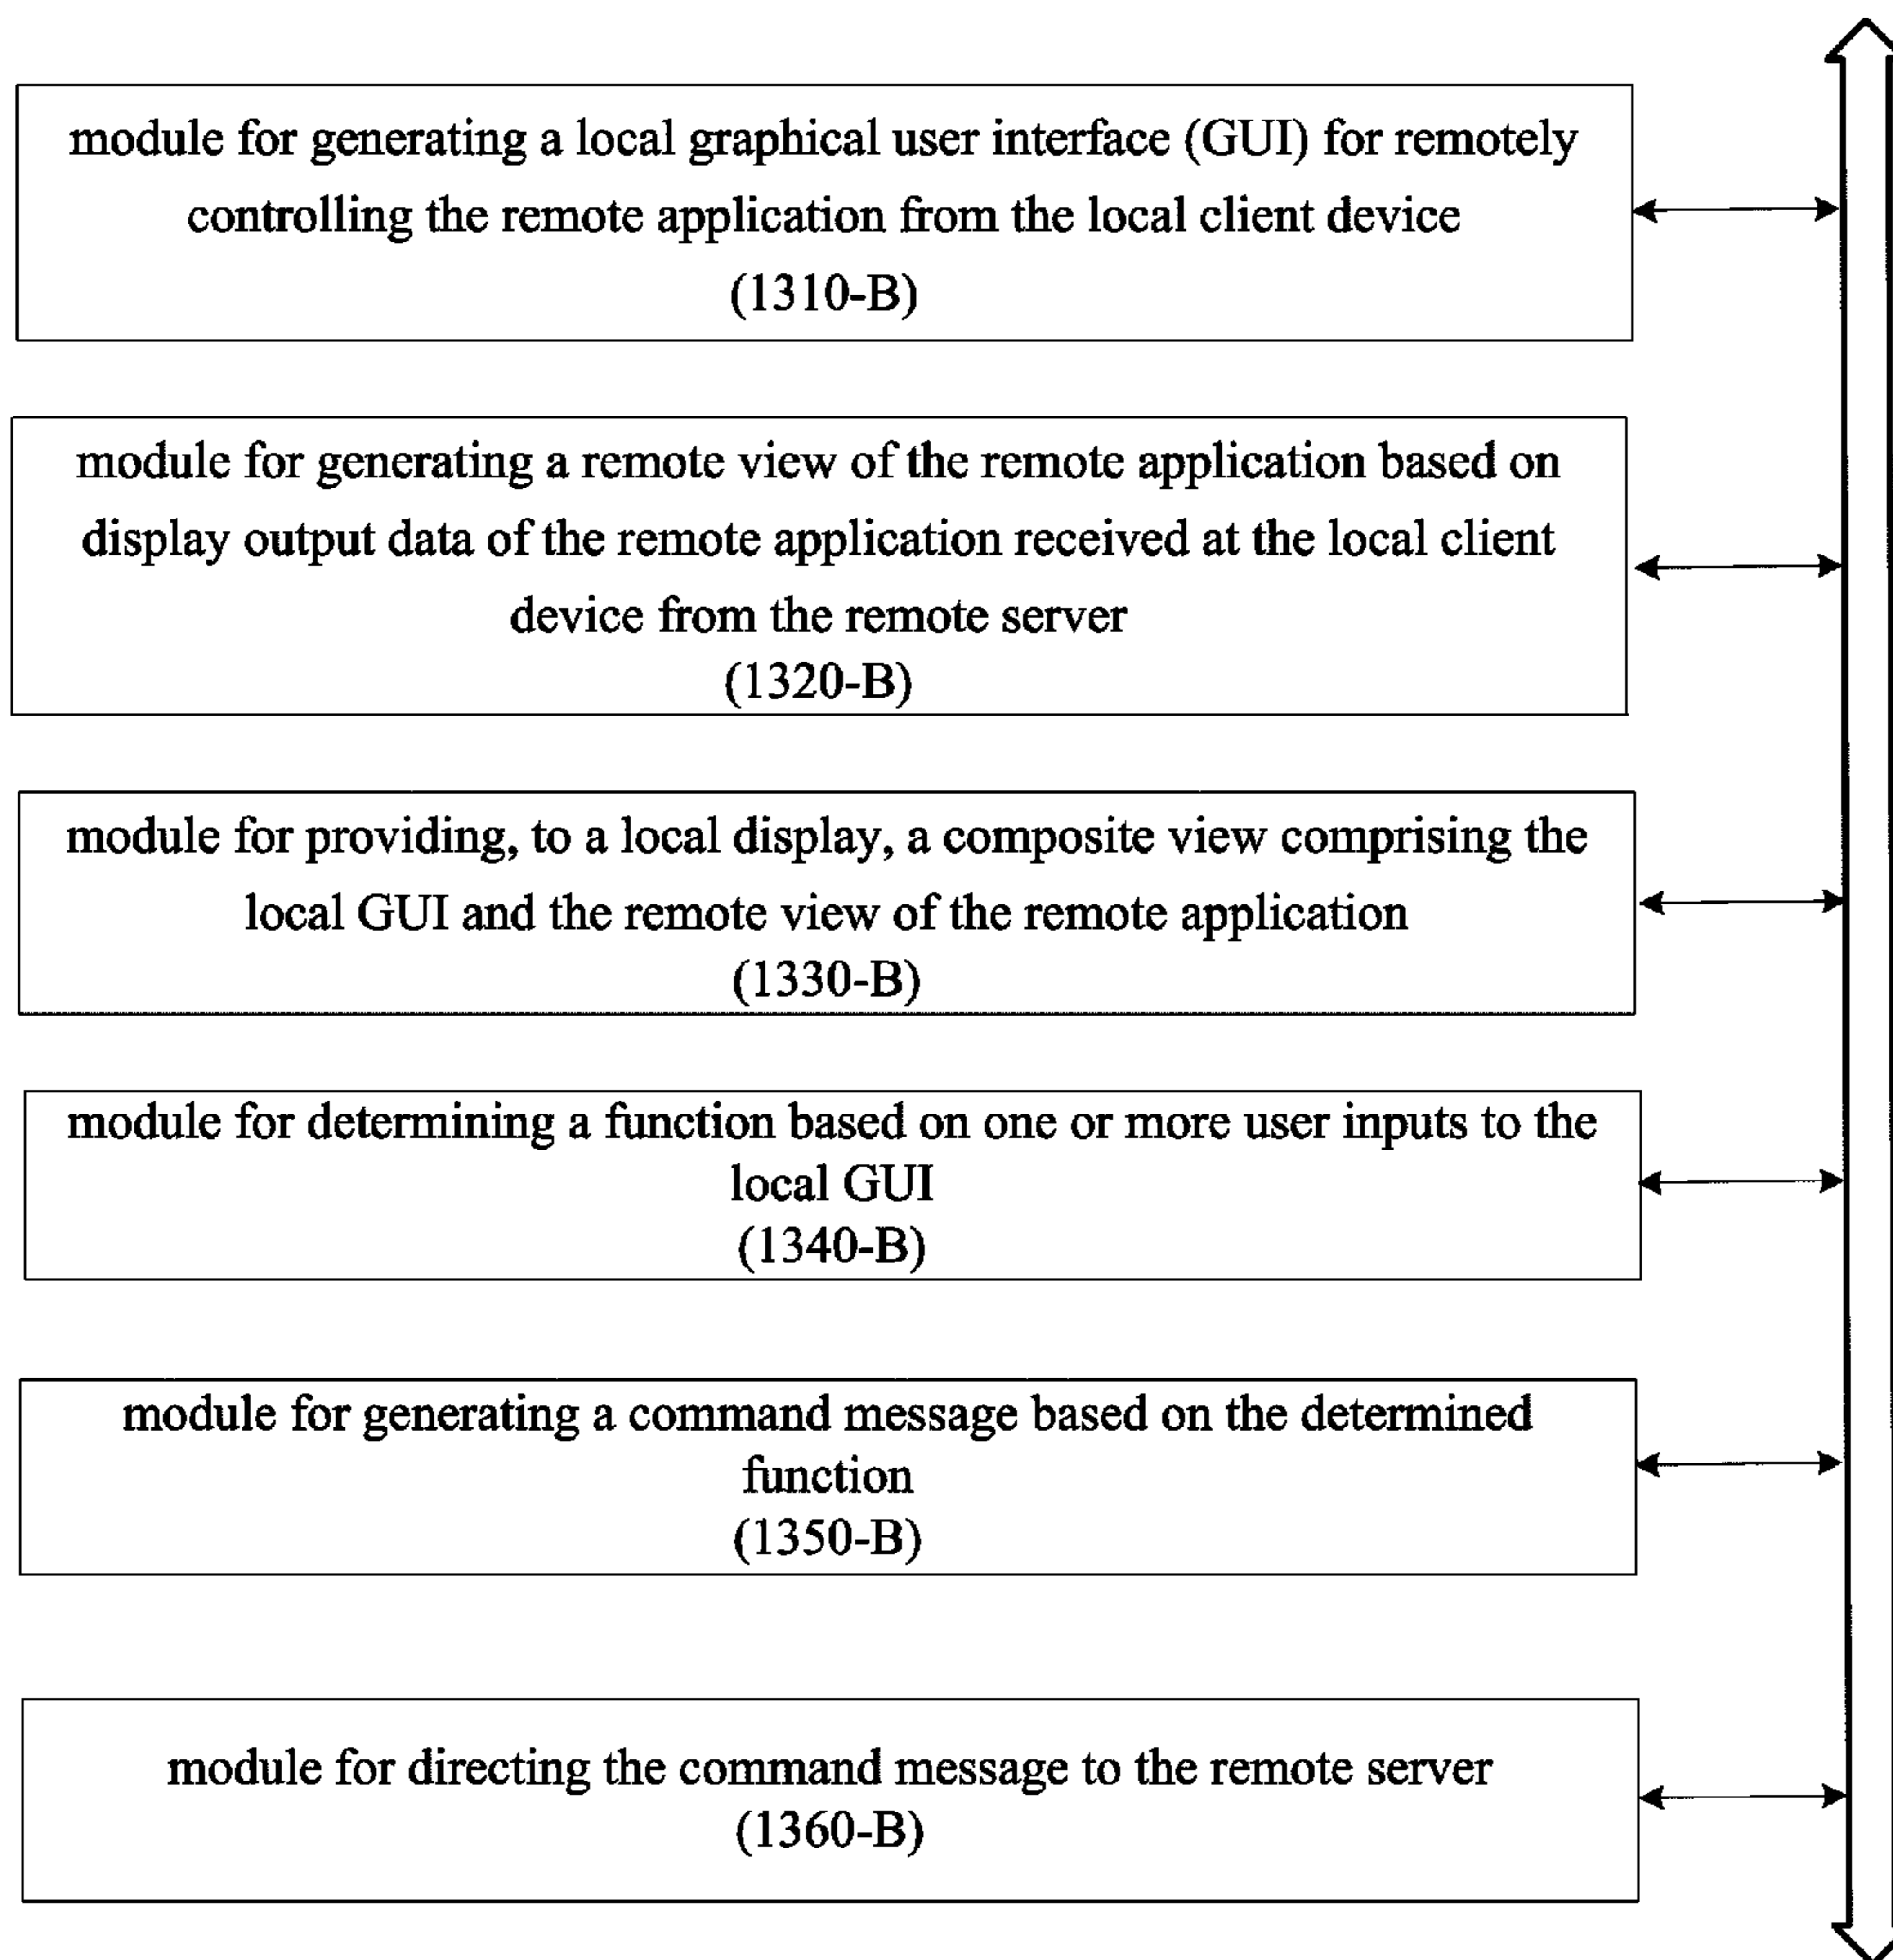 module for generating a local graphical user interface (GUI) for remotely
controlling the remote application from the local client device
(1310-B)
module for generating a remote view of the remote application based on
display output data of the remote application received at the local client
device from the remote server
(1320-B)
module for providing, to a local display, a composite view comprising the
local GUI and the remote view of the remote application
(1330-B)
module for determining a function based on one or more user inputs to the
local GUI
(1340-B)
module for generating a command message based on the determined
function
(1350-B)
module for directing the command message to the remote server
(1360-B)